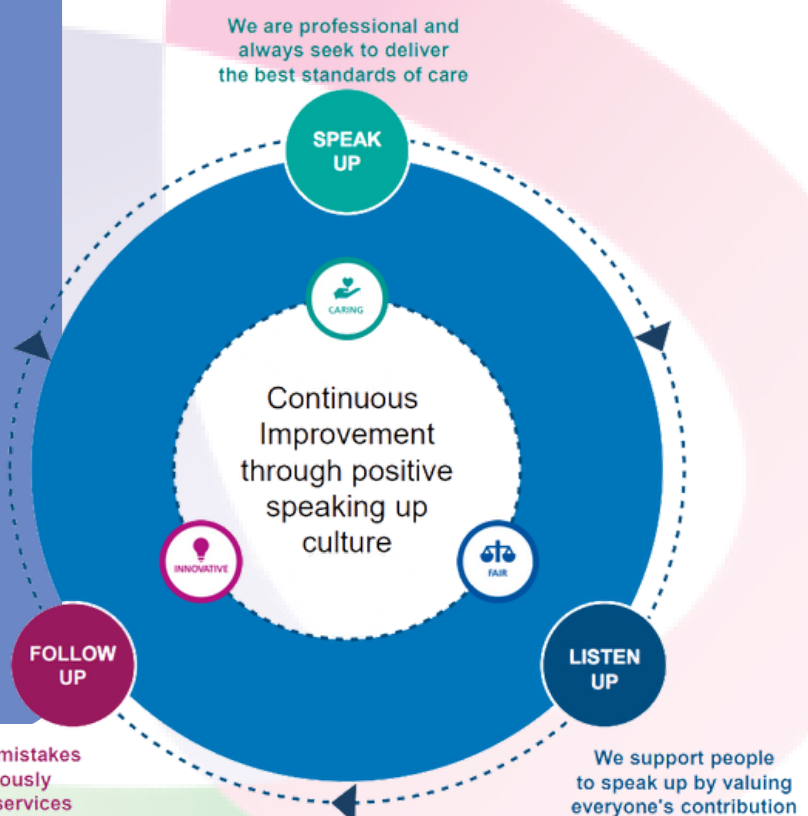 We are professional and
always seek to deliver
the best standards of care
SPEAK
UP
CARING
Continuous
Improvement
through positive
speaking up
culture
INNOVATIVE
FAIR
FOLLOW
UP
LISTEN
UP
mistakes
services
We support people
to speak up by valuing
everyone's contribution